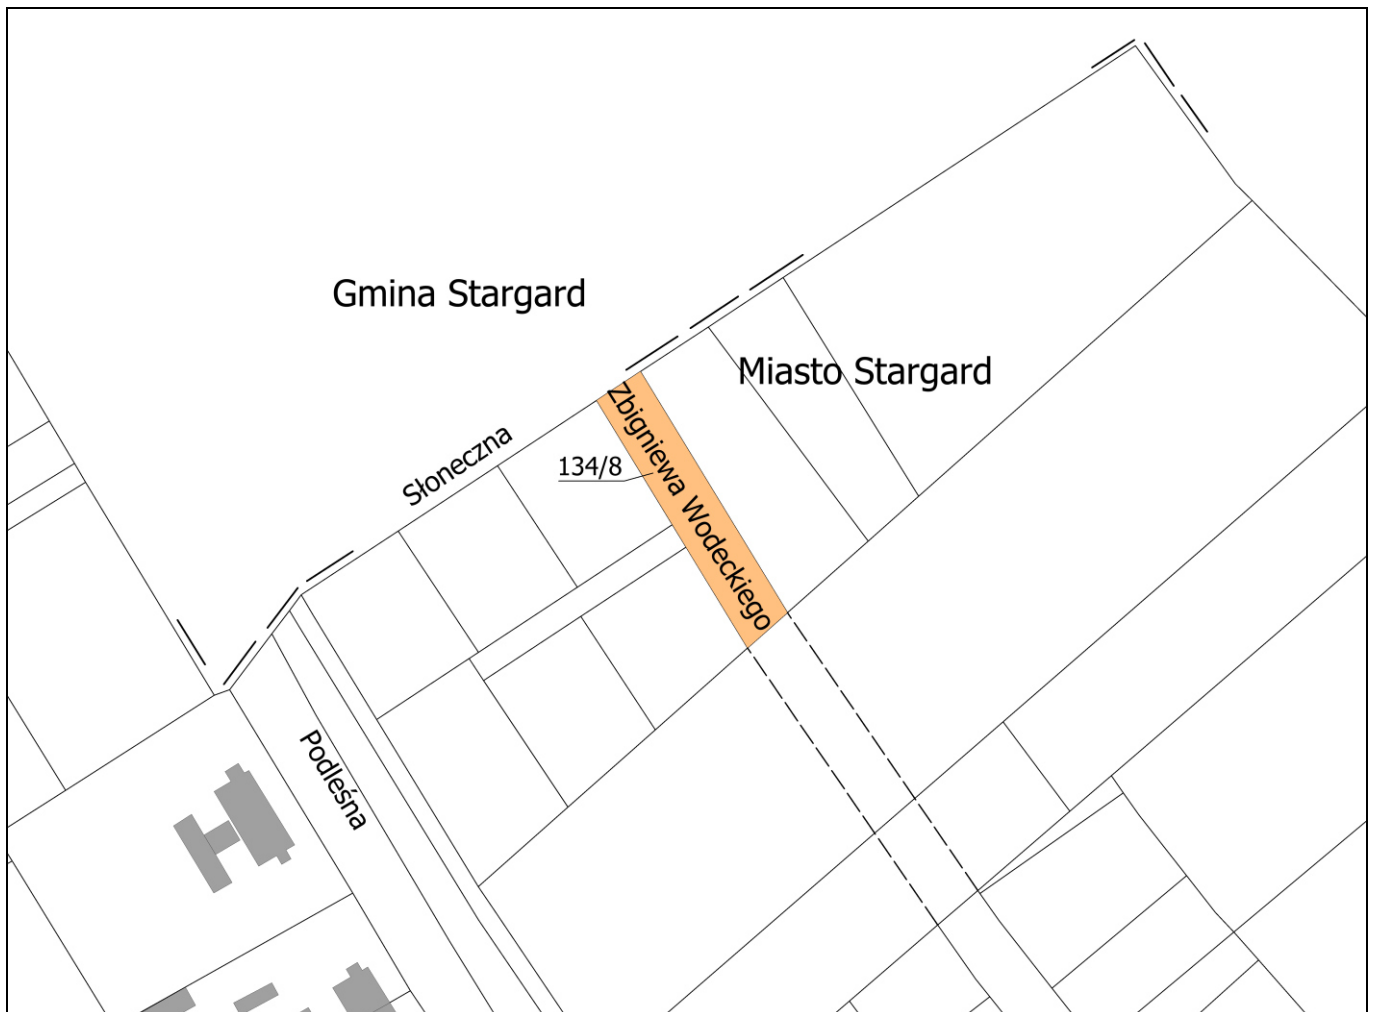 Gmina Stargard
Miasto Stargard
Słoneczna
134/8
Zbigniewa Wodeckiego
Podleśna